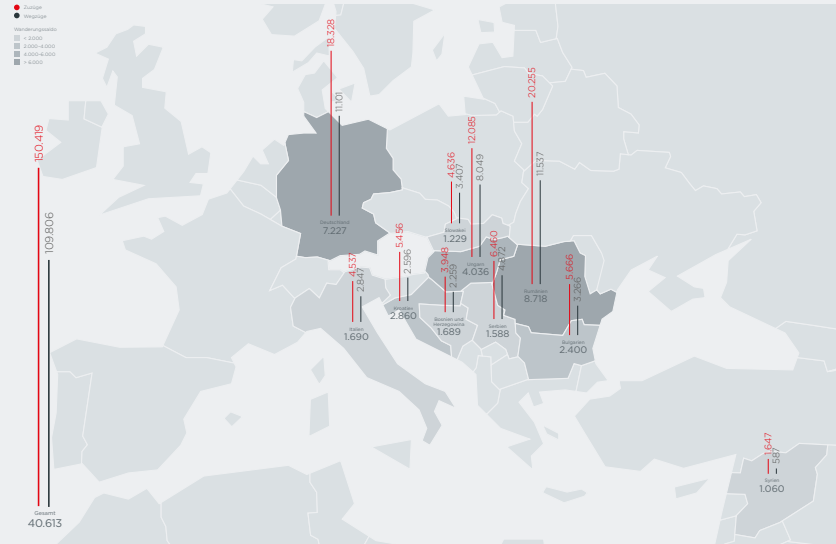 Zuzüge
Wegzüge
Wanderungssaldo
< 2.000
2.000–4.000
4.000–6.000
> 6.000
150.419
109.806
Gesamt
40.613
18.328
11.101
Deutschland
7.227
4.636
3.407
Slowakei
1.229
12.085
8.049
Ungarn
4.036
20.255
11.537
Rumänien
8.718
5.456
2.596
Kroatien
2.860
3.948
2.259
Bosnien und
Herzegowina
1.689
6.460
4.872
Serbien
1.588
5.666
3.266
Bulgarien
2.400
4.537
2.847
Italien
1.690
1.647
587
Syrien
1.060